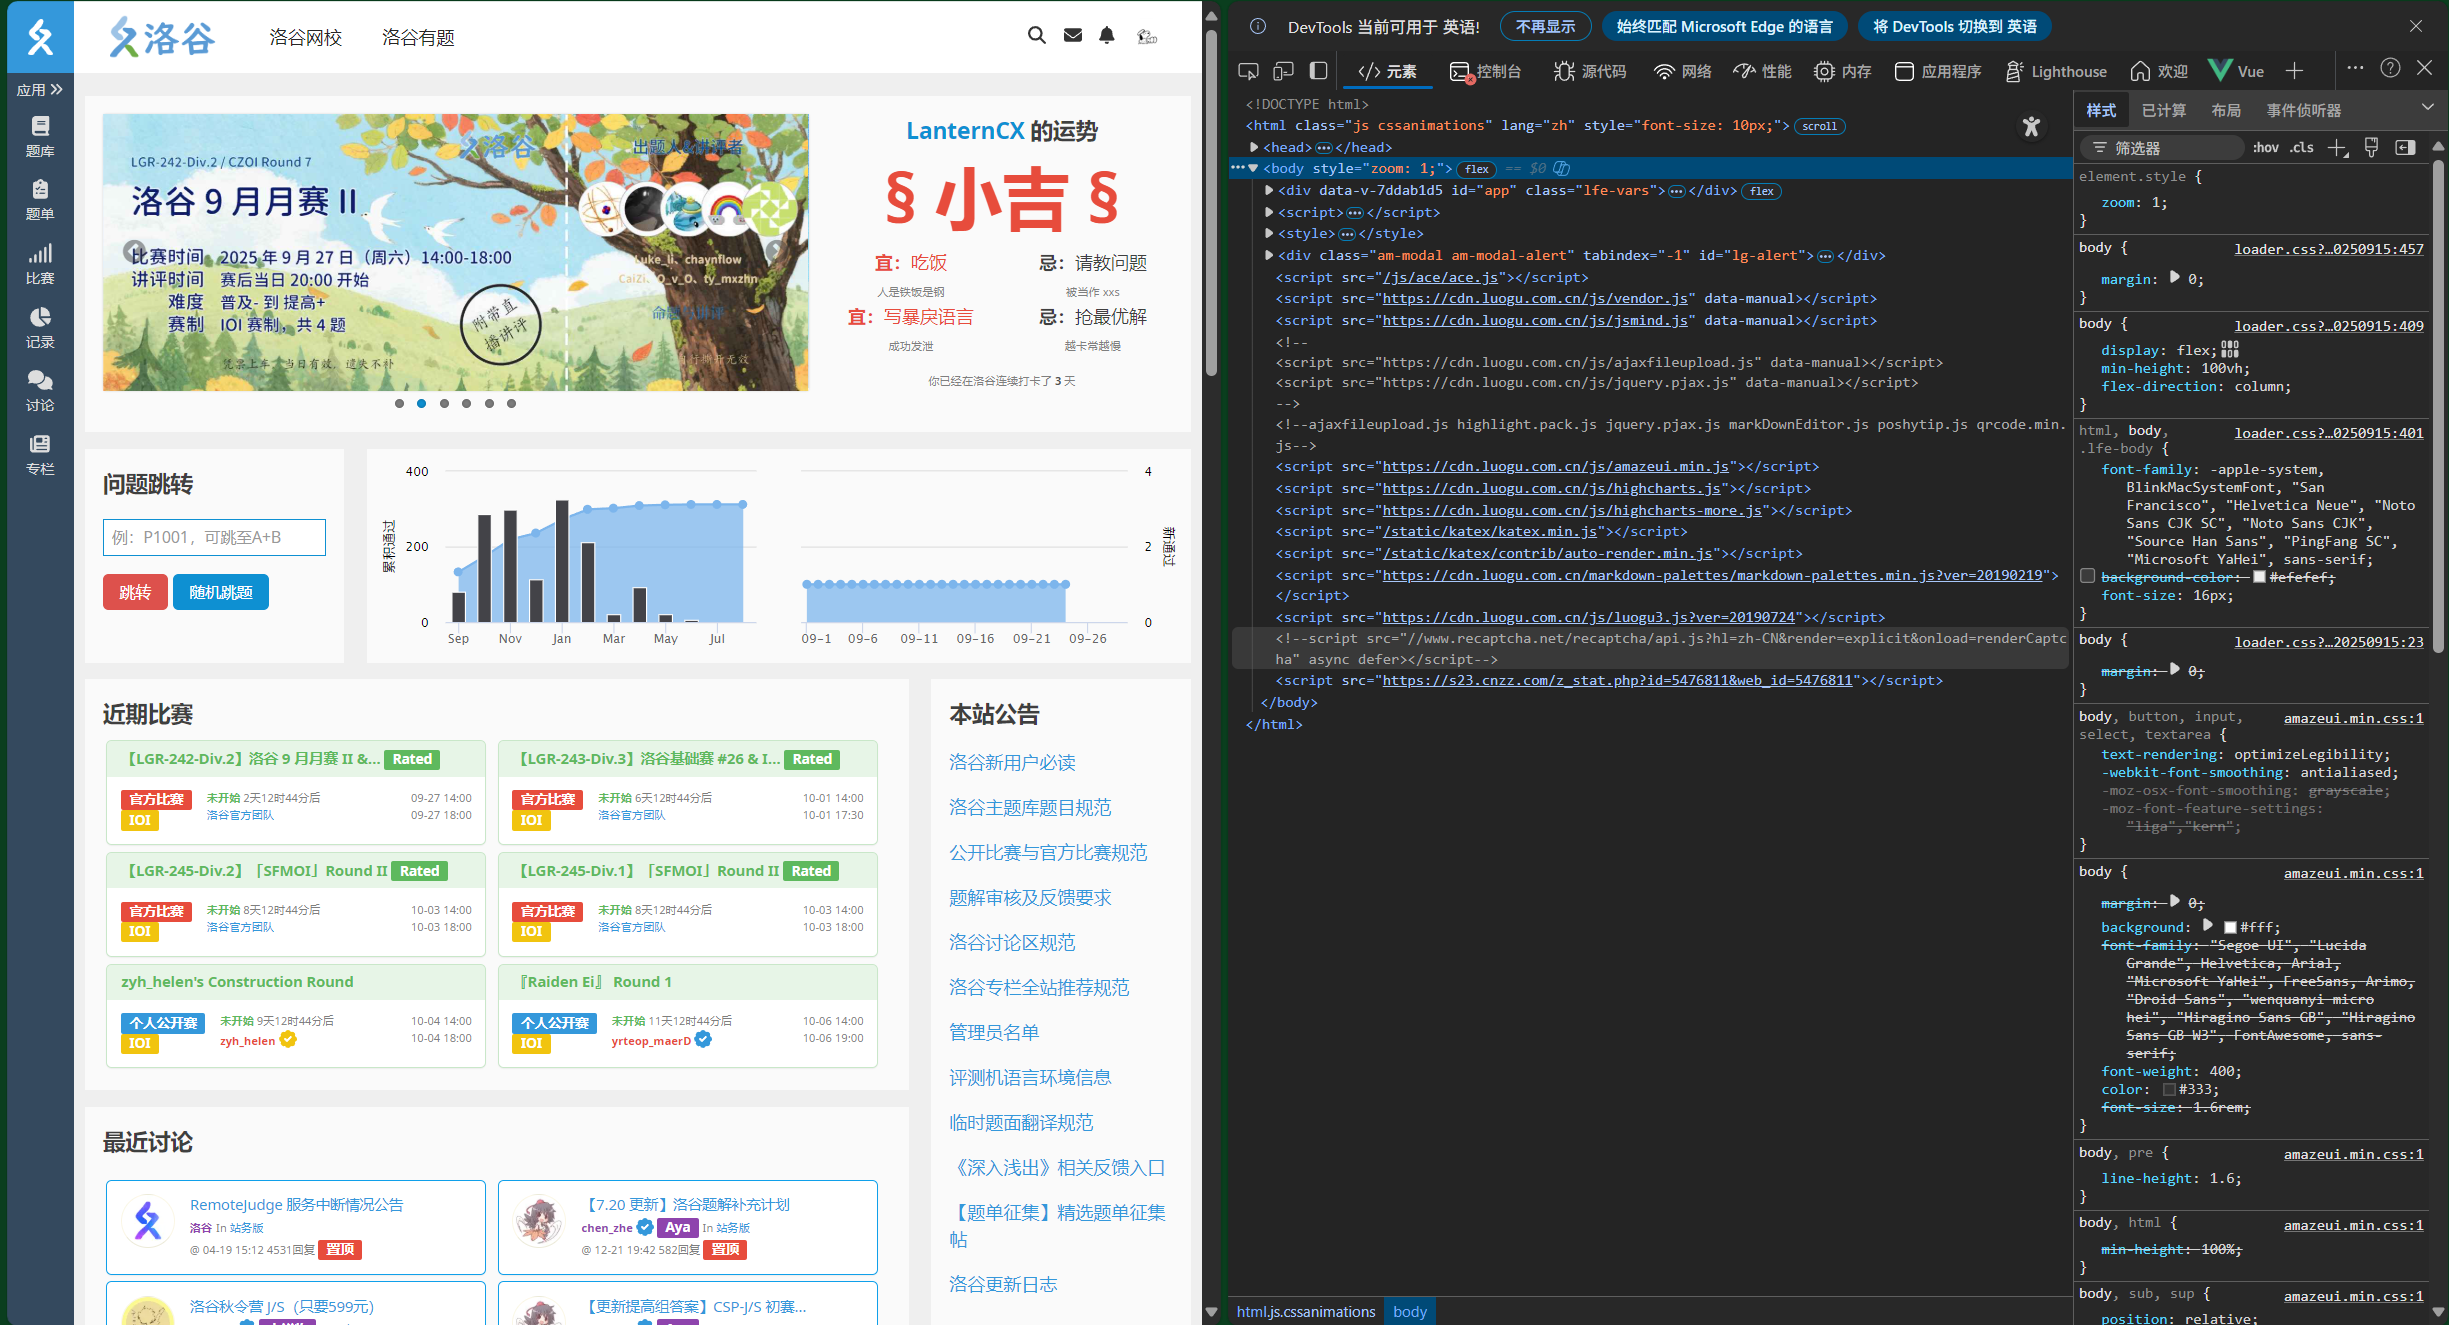 洛谷
洛谷网校
洛谷有题
应用
题库
题单
比赛
记录
讨论
专栏
LGR-242-Div.2 / CZOI Round 7
洛谷 9 月月赛 II
比赛时间 2025 年 9 月 27 日（周六）14:00-18:00
讲评时间 赛后当日 20:00 开始
难度 普及- 到 提高+
赛制 IOI 赛制，共 4 题
附带直
播讲评
凭票上车，当日有效，遗失不补
洛谷
出题人&讲评者
Luke_li、chaynflow
CaiZi、O_v_O、ty_mxzhn
LanternCX 的运势
§ 小吉 §
宜：吃饭
人是铁饭是钢
忌：请教问题
被当作 xxs
宜：写暴戾语言
成功发泄
忌：抢最优解
越卡常越慢
你已经在洛谷连续打卡了 3 天
问题跳转
例：P1001，可跳至A+B
跳转
随机跳题
累积通过
400
200
0
Sep Nov Jan Mar May Jul
4
2
0
新通过
09-1 09-6 09-11 09-16 09-21 09-26
近期比赛
【LGR-242-Div.2】洛谷 9 月月赛 II &... Rated
官方比赛
IOI
未开始 2天12时44分后
洛谷官方团队
09-27 14:00
09-27 18:00
【LGR-243-Div.3】洛谷基础赛 #26 & I... Rated
官方比赛
IOI
未开始 6天12时44分后
洛谷官方团队
10-01 14:00
10-01 17:30
【LGR-245-Div.2】「SFMOI」Round II Rated
官方比赛
IOI
未开始 8天12时44分后
洛谷官方团队
10-03 14:00
10-03 18:00
【LGR-245-Div.1】「SFMOI」Round II Rated
官方比赛
IOI
未开始 8天12时44分后
洛谷官方团队
10-03 14:00
10-03 18:00
zyh_helen's Construction Round
个人公开赛
IOI
未开始 9天12时44分后
zyh_helen
10-04 14:00
10-04 18:00
『Raiden Ei』 Round 1
个人公开赛
IOI
未开始 11天12时44分后
yrteop_maerD
10-06 14:00
10-06 19:00
本站公告
洛谷新用户必读
洛谷主题库题目规范
公开比赛与官方比赛规范
题解审核及反馈要求
洛谷讨论区规范
洛谷专栏全站推荐规范
管理员名单
评测机语言环境信息
临时题面翻译规范
《深入浅出》相关反馈入口
【题单征集】精选题单征集
帖
洛谷更新日志
最近讨论
RemoteJudge 服务中断情况公告
洛谷 In 站务版
@ 04-19 15:12 4531回复 置顶
【7.20 更新】洛谷题解补充计划
chen_zhe Aya In 站务版
@ 12-21 19:42 582回复 置顶
洛谷秋令营 J/S（只要599元）
【更新提高组答案】CSP-J/S 初赛...
DevTools 当前可用于 英语!
不再显示
始终匹配 Microsoft Edge 的语言
将 DevTools 切换到 英语
元素
控制台
源代码
网络
性能
内存
应用程序
Lighthouse
欢迎
Vue
<!DOCTYPE html>
<html class="js cssanimations" lang="zh" style="font-size: 10px;"> scroll
<head>…</head>
<body style="zoom: 1;"> flex == $0
<div data-v-7ddab1d5 id="app" class="lfe-vars">…</div> flex
<script>…</script>
<style>…</style>
<div class="am-modal am-modal-alert" tabindex="-1" id="lg-alert">…</div>
<script src="/js/ace/ace.js"></script>
<script src="https://cdn.luogu.com.cn/js/vendor.js" data-manual></script>
<script src="https://cdn.luogu.com.cn/js/jsmind.js" data-manual></script>
<!--
<script src="https://cdn.luogu.com.cn/js/ajaxfileupload.js" data-manual></script>
<script src="https://cdn.luogu.com.cn/js/jquery.pjax.js" data-manual></script>
-->
<!--ajaxfileupload.js highlight.pack.js jquery.pjax.js markDownEditor.js poshytip.js qrcode.min.
js-->
<script src="https://cdn.luogu.com.cn/js/amazeui.min.js"></script>
<script src="https://cdn.luogu.com.cn/js/highcharts.js"></script>
<script src="https://cdn.luogu.com.cn/js/highcharts-more.js"></script>
<script src="/static/katex/katex.min.js"></script>
<script src="/static/katex/contrib/auto-render.min.js"></script>
<script src="https://cdn.luogu.com.cn/markdown-palettes/markdown-palettes.min.js?ver=20190219">
</script>
<script src="https://cdn.luogu.com.cn/js/luogu3.js?ver=20190724"></script>
<!--script src="//www.recaptcha.net/recaptcha/api.js?hl=zh-CN&render=explicit&onload=renderCaptc
ha" async defer></script-->
<script src="https://s23.cnzz.com/z_stat.php?id=5476811&web_id=5476811"></script>
</body>
</html>
html.js.cssanimations body
样式
已计算
布局
事件侦听器
筛选器
:hov .cls
element.style {
zoom: 1;
}
body { loader.css?…0250915:457
margin: 0;
}
body { loader.css?…0250915:409
display: flex;
min-height: 100vh;
flex-direction: column;
}
html, body, loader.css?…0250915:401
.lfe-body {
font-family: -apple-system,
BlinkMacSystemFont, "San
Francisco", "Helvetica Neue", "Noto
Sans CJK SC", "Noto Sans CJK",
"Source Han Sans", "PingFang SC",
"Microsoft YaHei", sans-serif;
background-color: #efefef;
font-size: 16px;
}
body { loader.css?…20250915:23
margin: 0;
}
body, button, input, amazeui.min.css:1
select, textarea {
text-rendering: optimizeLegibility;
-webkit-font-smoothing: antialiased;
-moz-osx-font-smoothing: grayscale;
-moz-font-feature-settings:
"liga","kern";
}
body { amazeui.min.css:1
margin: 0;
background: #fff;
font-family: "Segoe UI", "Lucida
Grande", Helvetica, Arial,
"Microsoft YaHei", FreeSans, Arimo,
"Droid Sans", "wenquanyi micro
hei", "Hiragino Sans GB", "Hiragino
Sans GB W3", FontAwesome, sans-
serif;
font-weight: 400;
color: #333;
font-size: 1.6rem;
}
body, pre { amazeui.min.css:1
line-height: 1.6;
}
body, html { amazeui.min.css:1
min-height: 100%;
}
body, sub, sup { amazeui.min.css:1
position: relative;